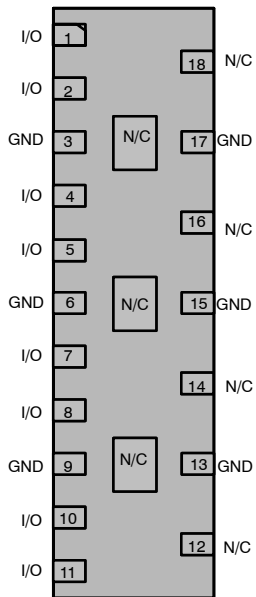 I/O 1
18 N/C
I/O 2
GND 3 N/C 17 GND
I/O 4
16 N/C
I/O 5
GND 6 N/C 15 GND
I/O 7
14 N/C
I/O 8
GND 9 N/C 13 GND
I/O 10
12 N/C
I/O 11